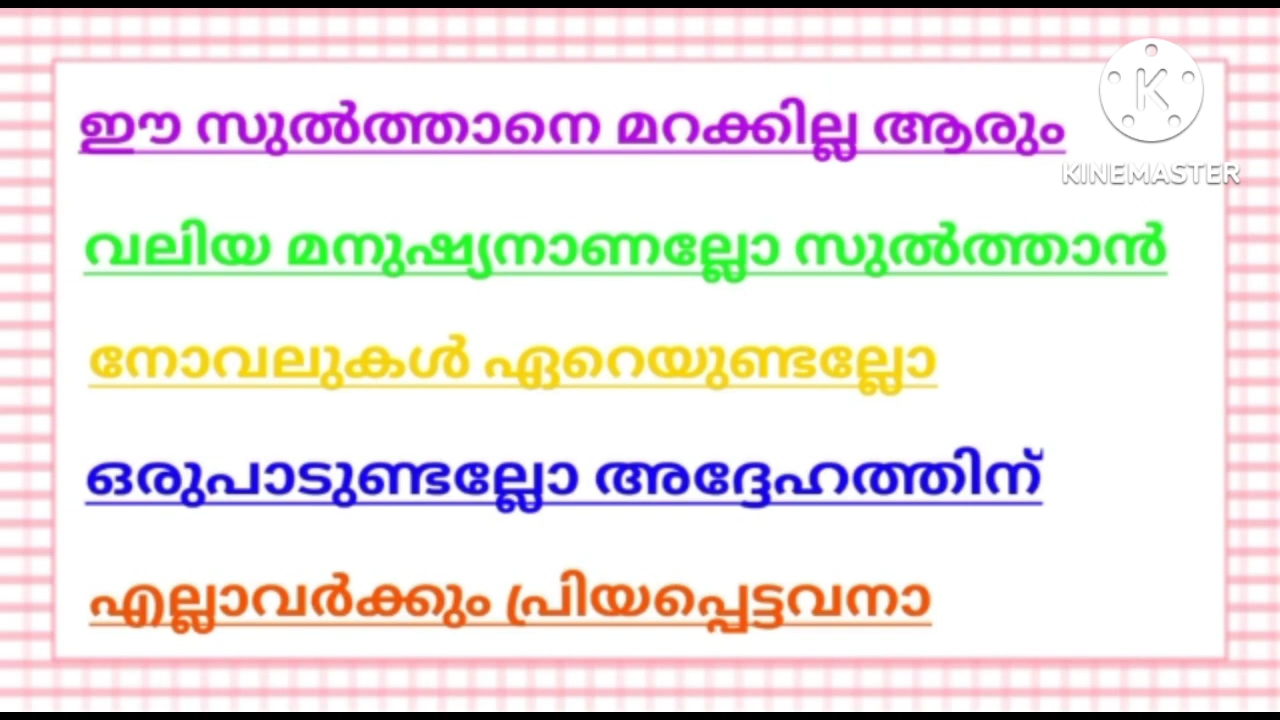 ഈ സുൽത്താനെ മറക്കില്ല ആരും
KINEMASTER
വലിയ മനുഷ്യനാണല്ലോ സുൽത്താൻ
നോവലുകൾ ഏറെയുണ്ടല്ലോ
ഒരുപാടുണ്ടല്ലോ അദ്ദേഹത്തിന്
എല്ലാവർക്കും പ്രിയപ്പെട്ടവനാ